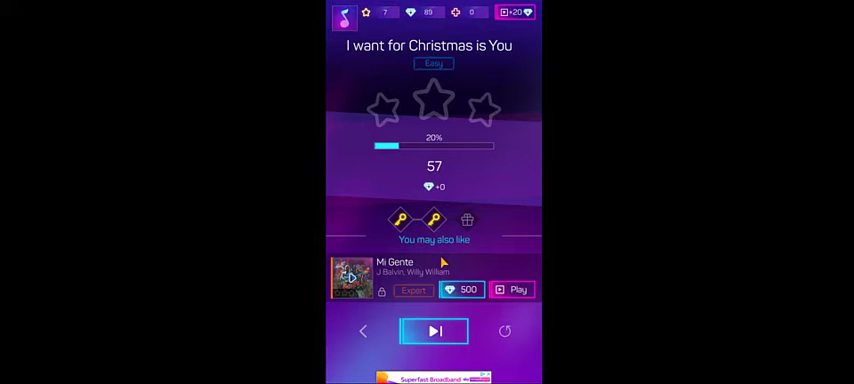 7 89 0 +20
I want for Christmas is You
Easy
20%
57
+0
You may also like
Mi Gente
J Balvin, Willy William
Expert 500 Play
Superfast Broadband